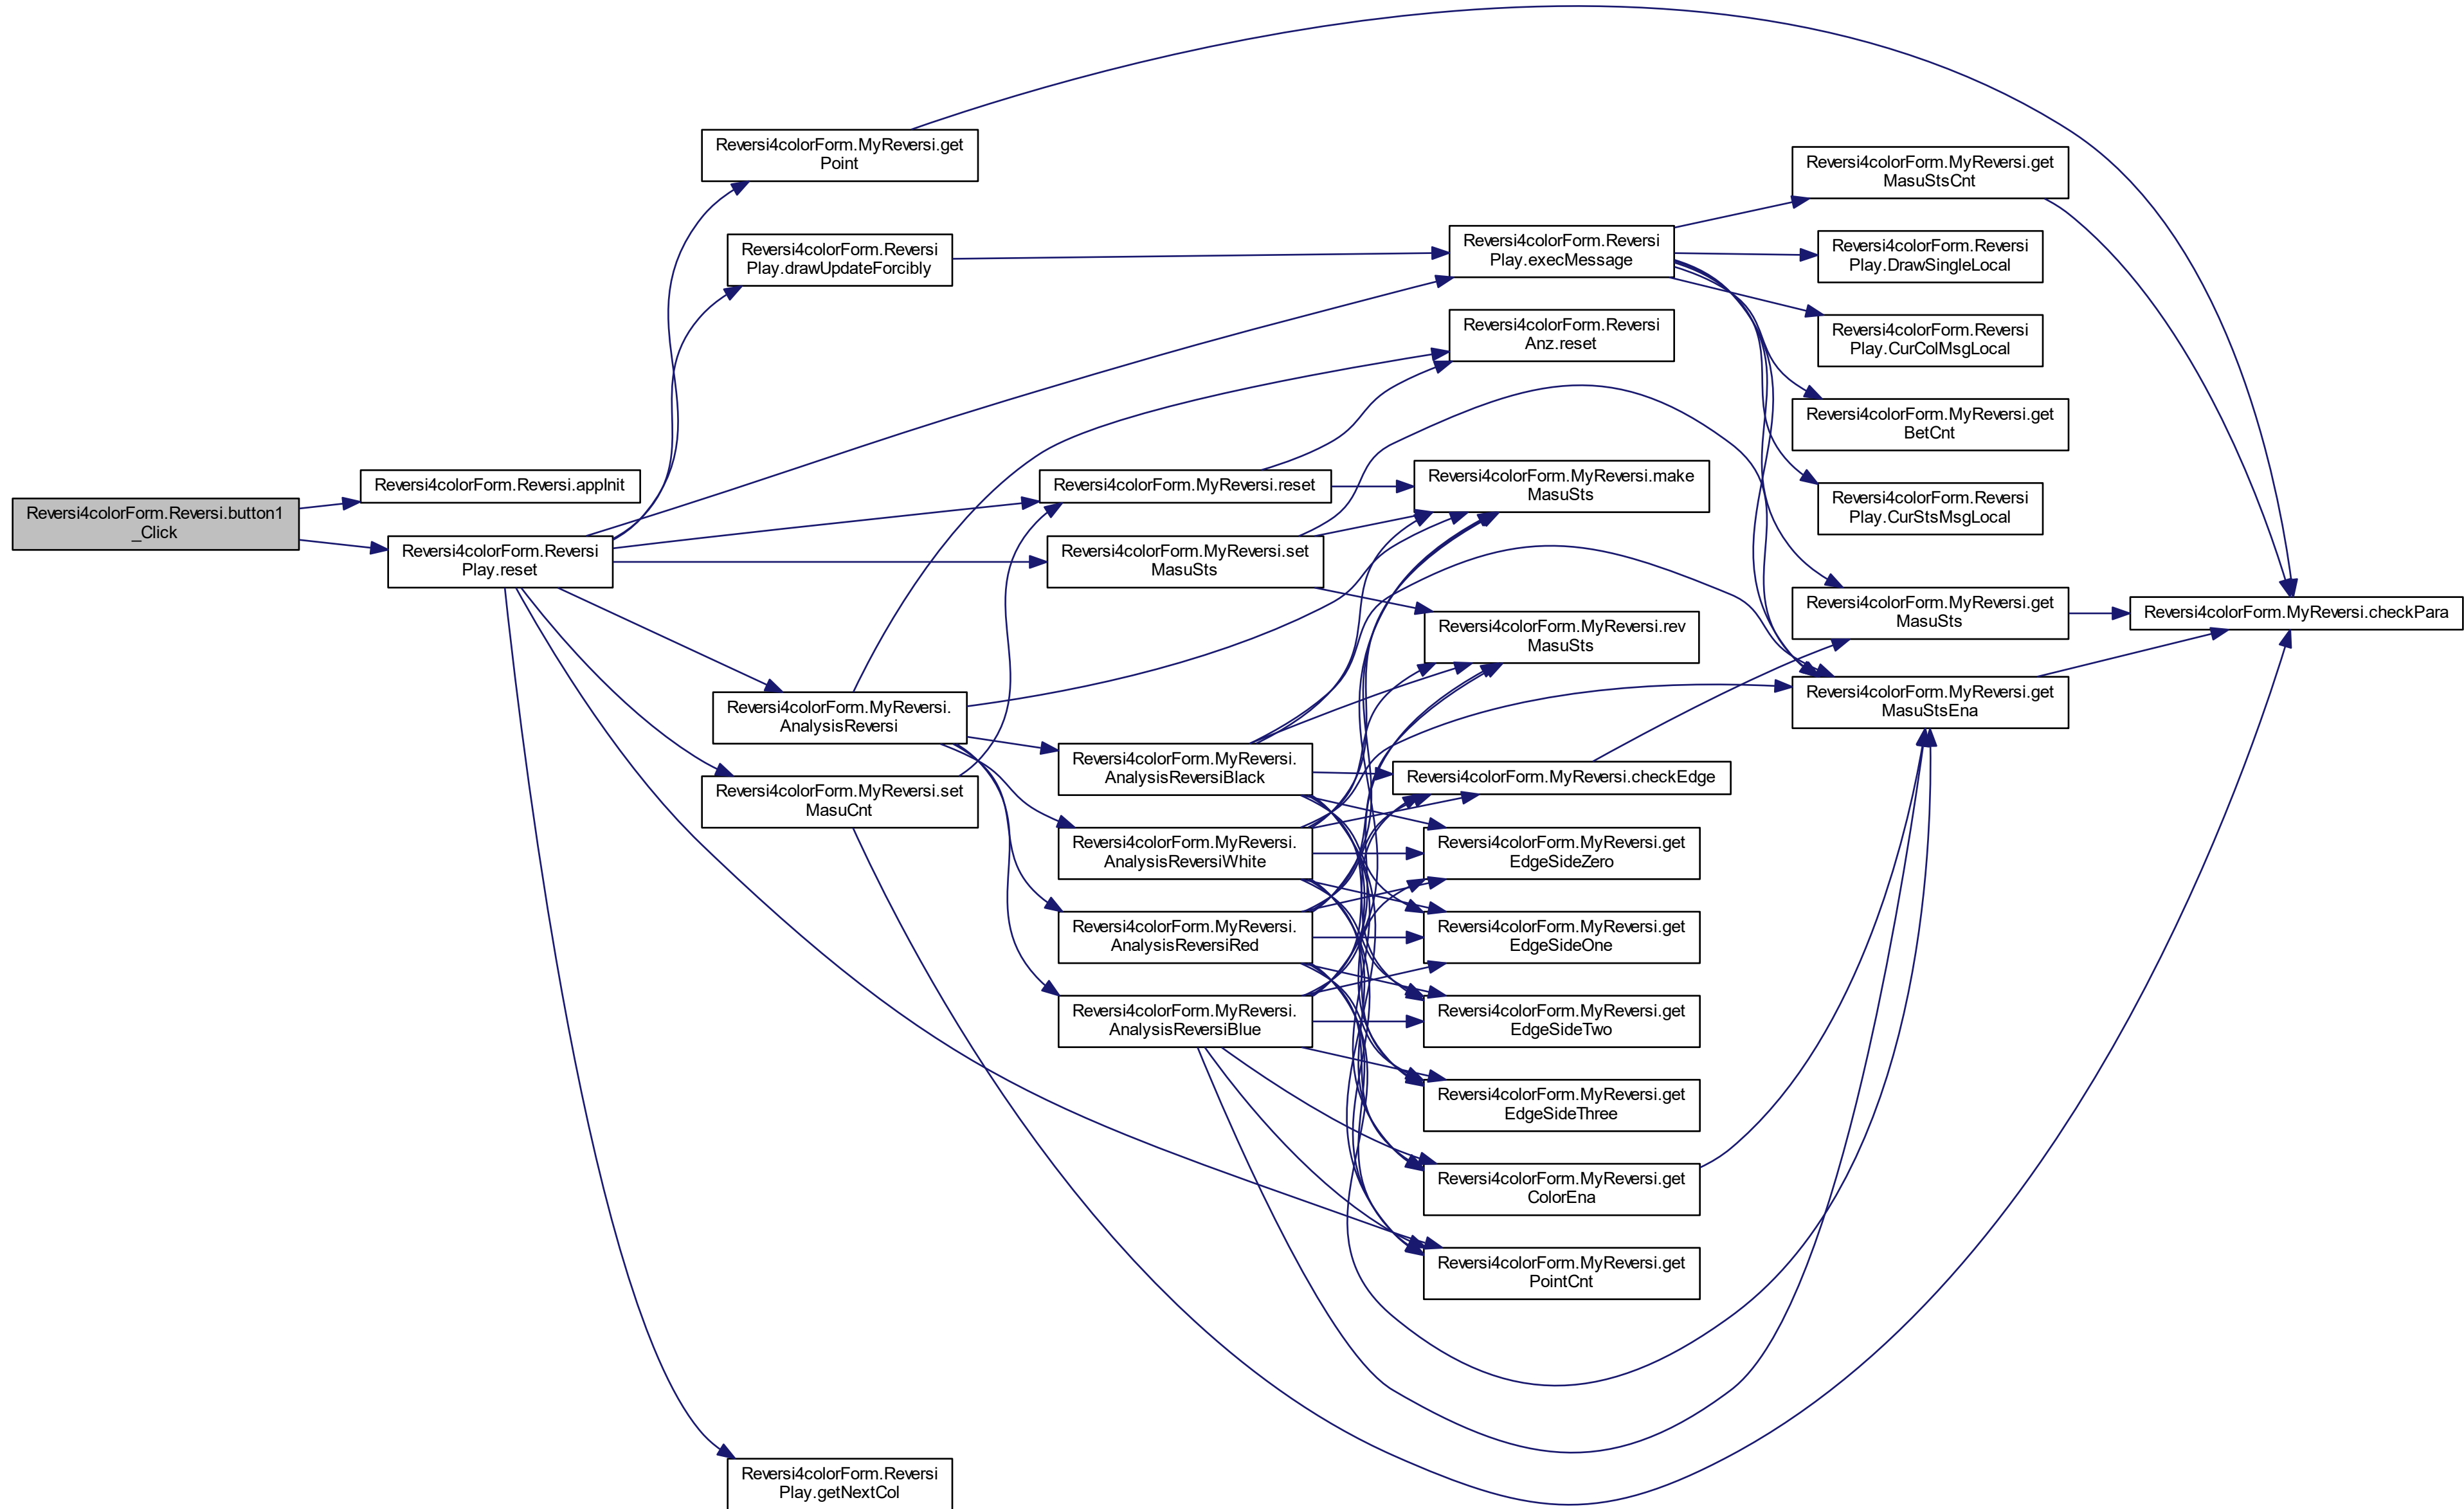 Reversi4colorForm.Reversi.button1
_Click
Reversi4colorForm.Reversi.appInit
Reversi4colorForm.Reversi
Play.reset
Reversi4colorForm.MyReversi.get
Point
Reversi4colorForm.Reversi
Play.drawUpdateForcibly
Reversi4colorForm.MyReversi.
AnalysisReversi
Reversi4colorForm.MyReversi.set
MasuCnt
Reversi4colorForm.Reversi
Play.getNextCol
Reversi4colorForm.MyReversi.reset
Reversi4colorForm.MyReversi.set
MasuSts
Reversi4colorForm.MyReversi.
AnalysisReversiBlack
Reversi4colorForm.MyReversi.
AnalysisReversiWhite
Reversi4colorForm.MyReversi.
AnalysisReversiRed
Reversi4colorForm.MyReversi.
AnalysisReversiBlue
Reversi4colorForm.Reversi
Play.execMessage
Reversi4colorForm.Reversi
Anz.reset
Reversi4colorForm.MyReversi.make
MasuSts
Reversi4colorForm.MyReversi.rev
MasuSts
Reversi4colorForm.MyReversi.checkEdge
Reversi4colorForm.MyReversi.get
EdgeSideZero
Reversi4colorForm.MyReversi.get
EdgeSideOne
Reversi4colorForm.MyReversi.get
EdgeSideTwo
Reversi4colorForm.MyReversi.get
EdgeSideThree
Reversi4colorForm.MyReversi.get
ColorEna
Reversi4colorForm.MyReversi.get
PointCnt
Reversi4colorForm.MyReversi.get
MasuStsCnt
Reversi4colorForm.Reversi
Play.DrawSingleLocal
Reversi4colorForm.Reversi
Play.CurColMsgLocal
Reversi4colorForm.MyReversi.get
BetCnt
Reversi4colorForm.Reversi
Play.CurStsMsgLocal
Reversi4colorForm.MyReversi.get
MasuSts
Reversi4colorForm.MyReversi.get
MasuStsEna
Reversi4colorForm.MyReversi.checkPara